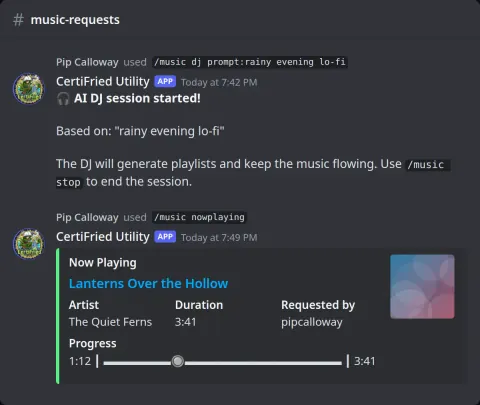 # music-requests
Pip Calloway used /music dj prompt:rainy evening lo-fi
CertiFried Utility APP Today at 7:42 PM
🎧 AI DJ session started!
Based on: "rainy evening lo-fi"
The DJ will generate playlists and keep the music flowing. Use /music
stop to end the session.
Pip Calloway used /music nowplaying
CertiFried Utility APP Today at 7:49 PM
Now Playing
Lanterns Over the Hollow
Artist Duration Requested by
The Quiet Ferns 3:41 pipcalloway
Progress
1:12 3:41